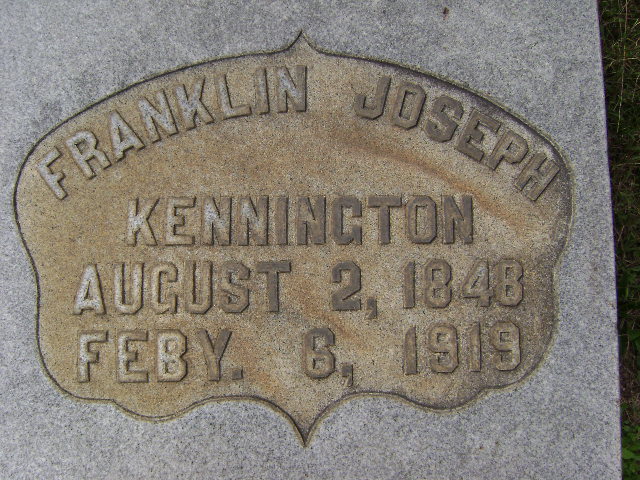 FRANKLIN JOSEPH
KENNINGTON
AUGUST 2, 1848
FEBY. 6, 1919